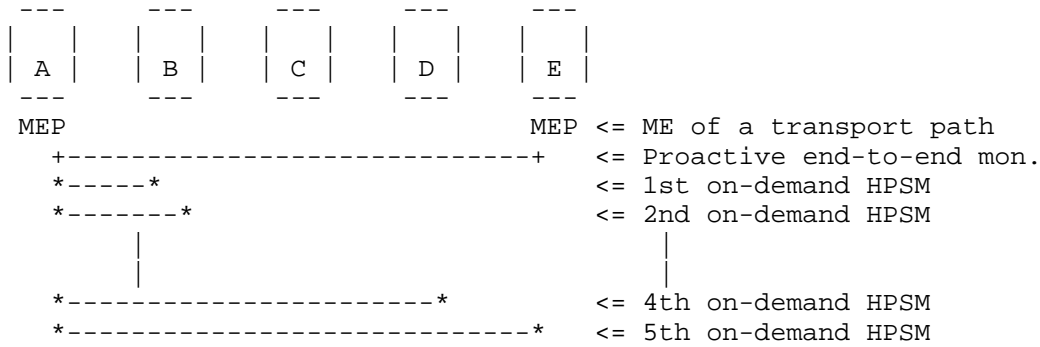 ---     ---     ---     ---     ---
|   |   |   |   |   |   |   |   |   |
| A |   | B |   | C |   | D |   | E |
 ---     ---     ---     ---     ---
 MEP                             MEP <= ME of a transport path
   +-----------------------------+   <= Proactive end-to-end mon.
   *-----*                           <= 1st on-demand HPSM
   *-------*                         <= 2nd on-demand HPSM
        |                                |
        |                                |
   *-----------------------*         <= 4th on-demand HPSM
   *-----------------------------*   <= 5th on-demand HPSM